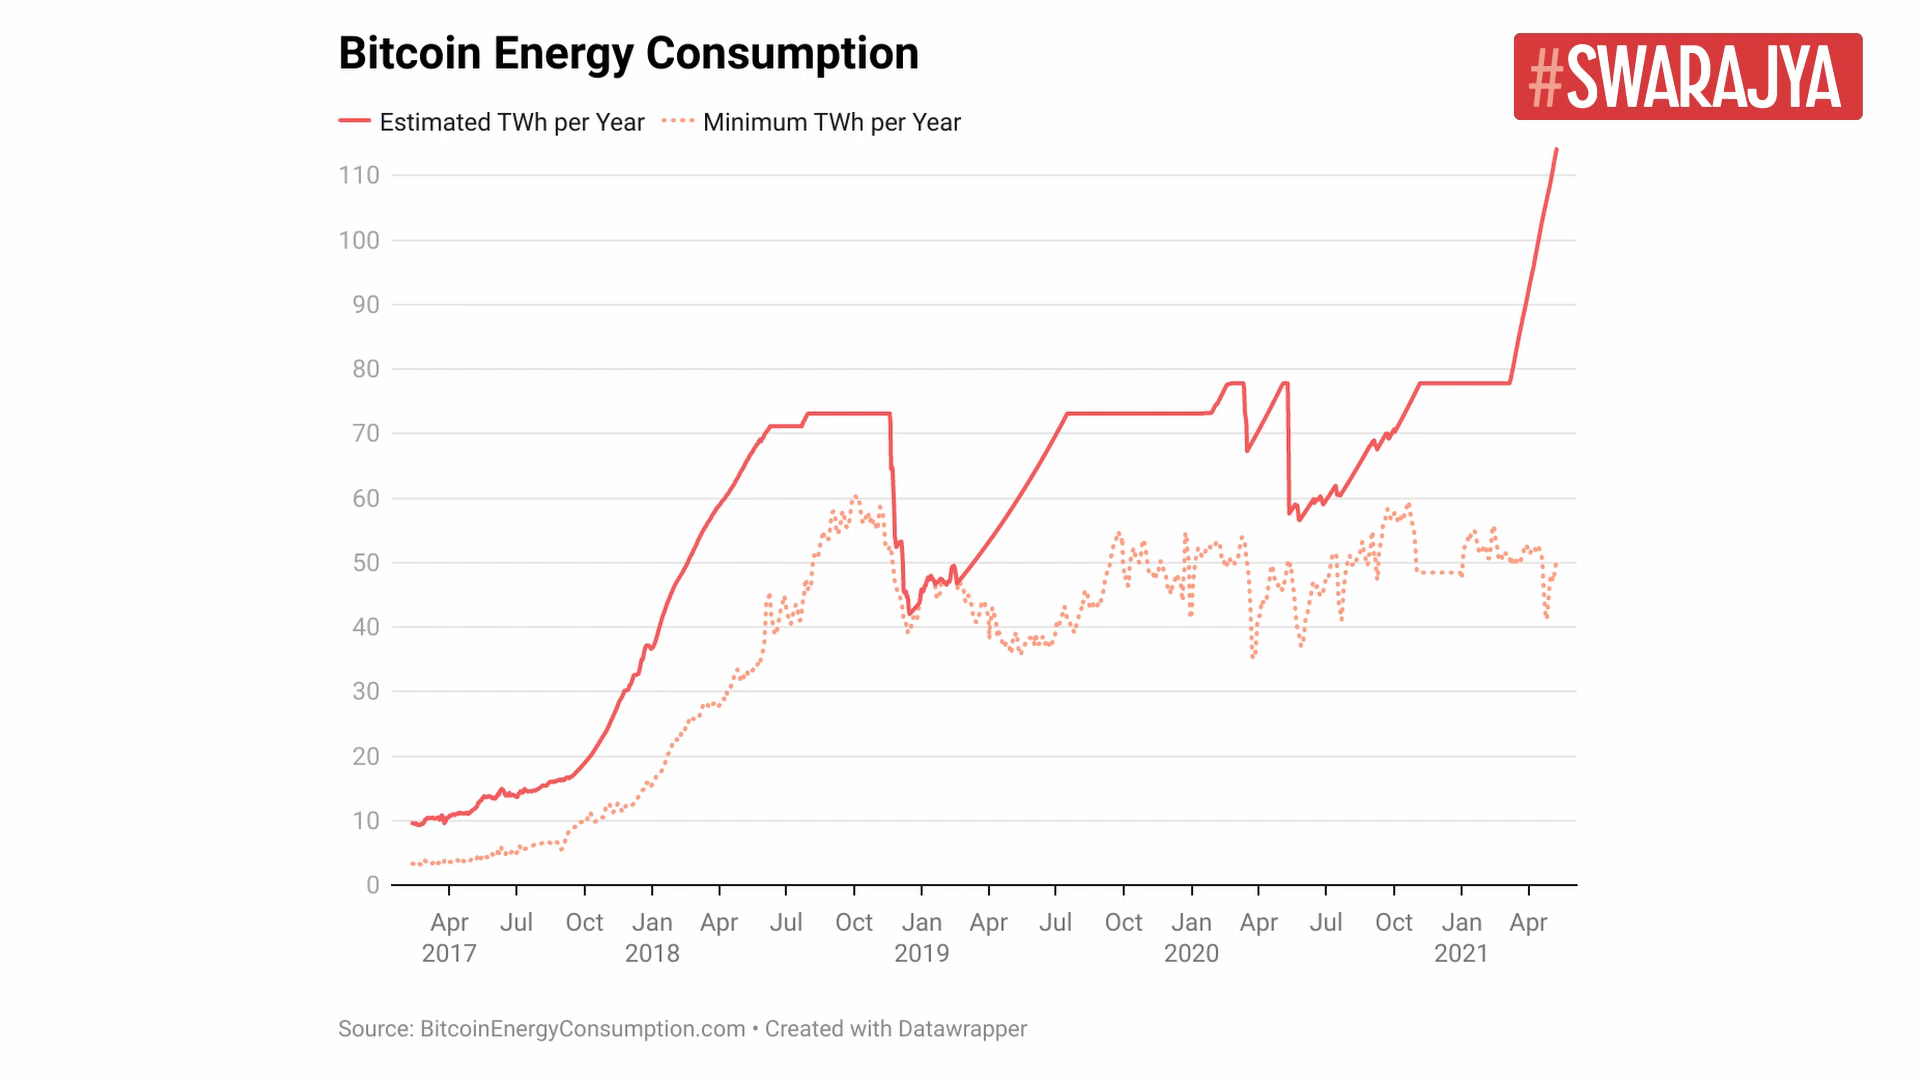 Bitcoin Energy Consumption
#SWARAJYA
Estimated TWh per Year Minimum TWh per Year
110
100
90
80
70
60
50
40
30
20
10
0
Apr Jul Oct Jan Apr Jul Oct Jan Apr Jul Oct Jan Apr Jul Oct Jan Apr
2017 2018 2019 2020 2021
Source: BitcoinEnergyConsumption.com • Created with Datawrapper